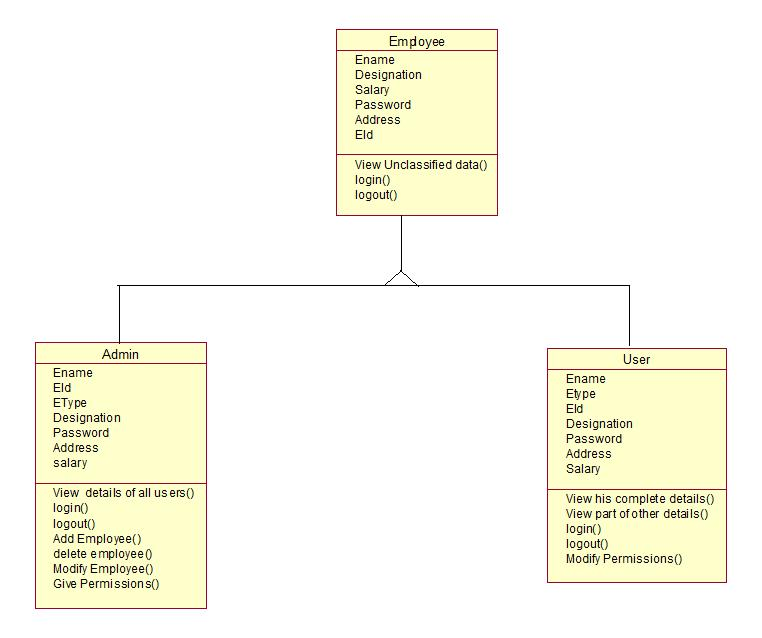 Employee
Ename
Designation
Salary
Password
Address
EId
View Unclassified data()
login()
logout()
Admin
Ename
EId
EType
Designation
Password
Address
salary
View details of all users()
login()
logout()
Add Employee()
delete employee()
Modify Employee()
Give Permissions()
User
Ename
Etype
EId
Designation
Password
Address
Salary
View his complete details()
View part of other details()
login()
logout()
Modify Permissions()